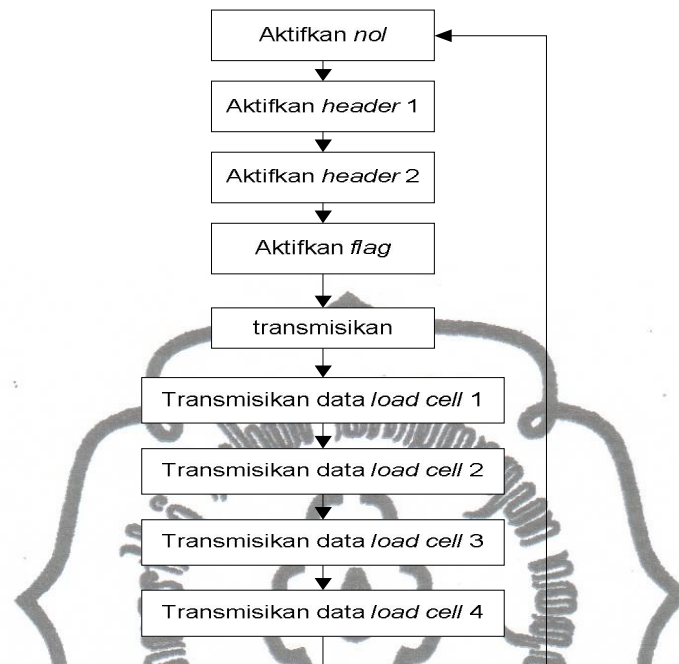 Aktifkan nol
Aktifkan header 1
Aktifkan header 2
Aktifkan flag
transmisikan
Transmisikan data load cell 1
Transmisikan data load cell 2
Transmisikan data load cell 3
Transmisikan data load cell 4